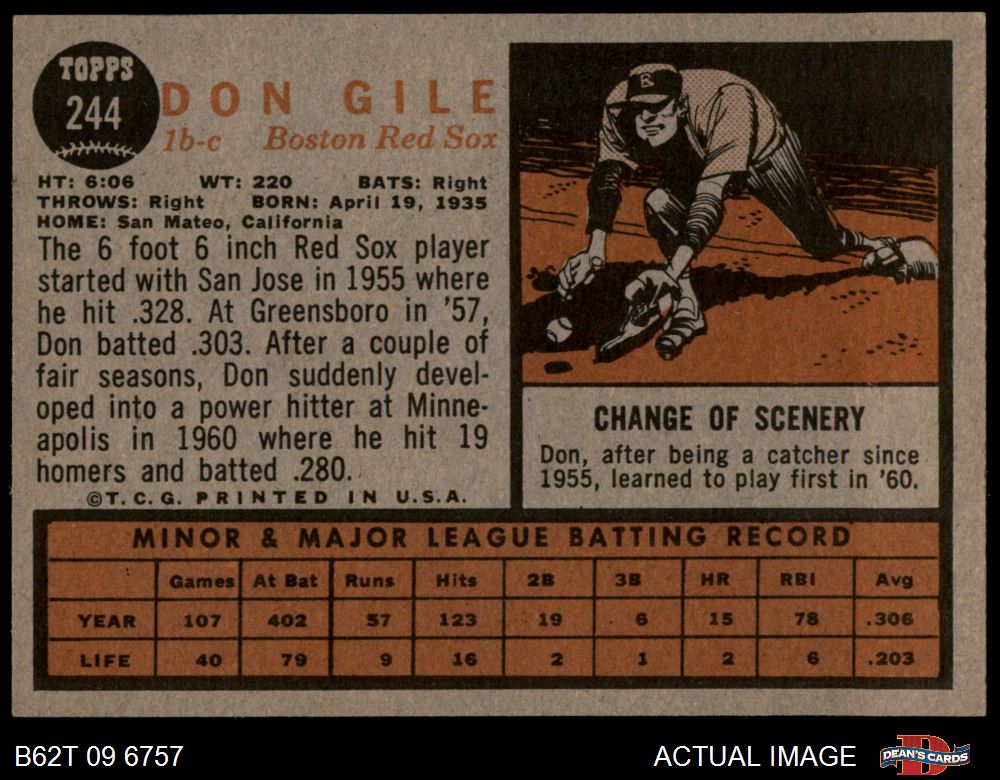 TOPPS
244
DON GILE
1b-c Boston Red Sox
HT: 6:06 WT: 220 BATS: Right
THROWS: Right BORN: April 19, 1935
HOME: San Mateo, California
The 6 foot 6 inch Red Sox player
started with San Jose in 1955 where
he hit .328. At Greensboro in '57,
Don batted .303. After a couple of
fair seasons, Don suddenly devel-
oped into a power hitter at Minne-
apolis in 1960 where he hit 19
homers and batted .280.
©T.C.G. PRINTED IN U.S.A.
B
CHANGE OF SCENERY
Don, after being a catcher since
1955, learned to play first in '60.
MINOR & MAJOR LEAGUE BATTING RECORD
Games At Bat Runs Hits 2B 3B HR RBI Avg
YEAR 107 402 57 123 19 6 15 78 .306
LIFE 40 79 9 16 2 1 2 6 .203
B62T 09 6757 ACTUAL IMAGE DEAN'S CARDS